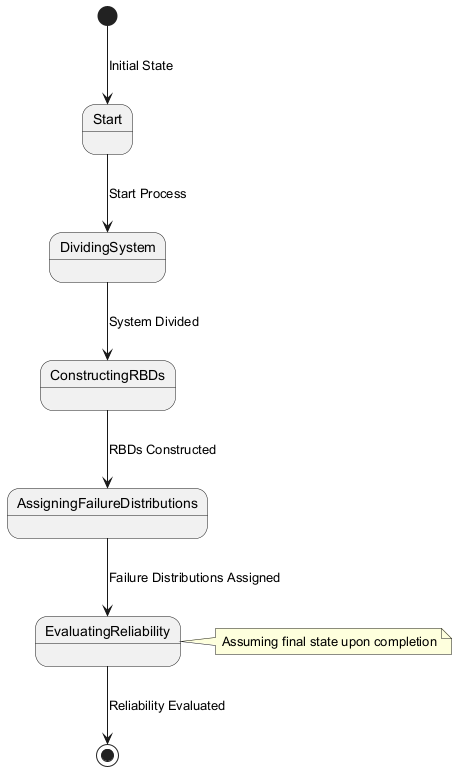 Initial State
Start
Start Process
DividingSystem
System Divided
ConstructingRBDs
RBDs Constructed
AssigningFailureDistributions
Failure Distributions Assigned
EvaluatingReliability
Assuming final state upon completion
Reliability Evaluated